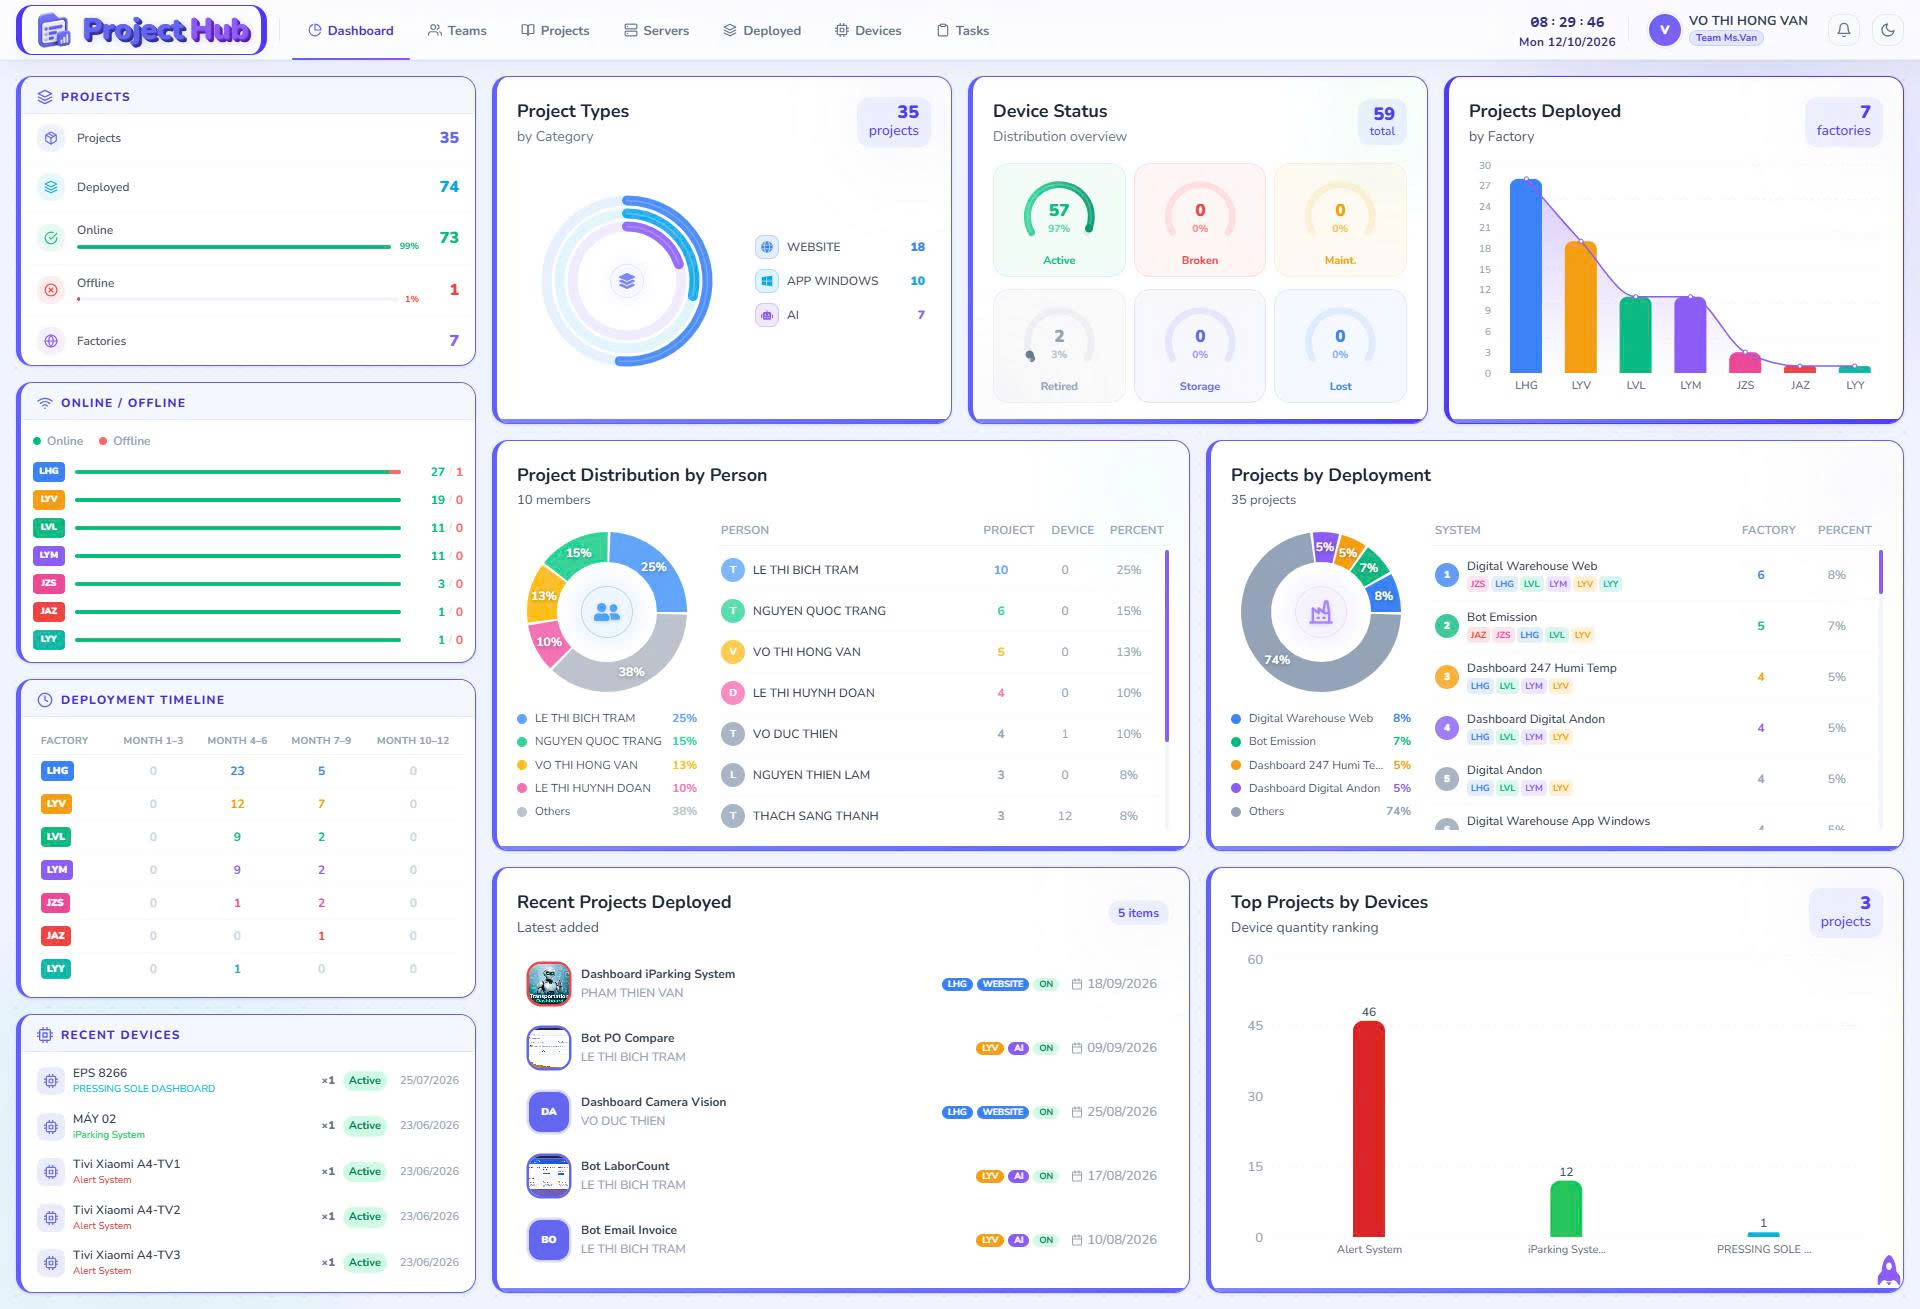 Project Hub
Dashboard
Teams
Projects
Servers
Deployed
Devices
Tasks
08 : 29 : 46
Mon 12/10/2026
V
VO THI HONG VAN
Team Ms.Van
PROJECTS
Projects 35
Deployed 74
Online 99% 73
Offline 1% 1
Factories 7
ONLINE / OFFLINE
Online Offline
LHG 27 / 1
LYV 19 / 0
LVL 11 / 0
LYM 11 / 0
JZS 3 / 0
JAZ 1 / 0
LYY 1 / 0
DEPLOYMENT TIMELINE
FACTORY MONTH 1–3 MONTH 4–6 MONTH 7–9 MONTH 10–12
LHG 0 23 5 0
LYV 0 12 7 0
LVL 0 9 2 0
LYM 0 9 2 0
JZS 0 1 2 0
JAZ 0 0 1 0
LYY 0 1 0 0
RECENT DEVICES
EPS 8266
PRESSING SOLE DASHBOARD
×1 Active 25/07/2026
MÁY 02
iParking System
×1 Active 23/06/2026
Tivi Xiaomi A4-TV1
Alert System
×1 Active 23/06/2026
Tivi Xiaomi A4-TV2
Alert System
×1 Active 23/06/2026
Tivi Xiaomi A4-TV3
Alert System
×1 Active 23/06/2026
Project Types
by Category
35
projects
WEBSITE 18
APP WINDOWS 10
AI 7
Device Status
Distribution overview
59
total
57
97%
Active
0
0%
Broken
0
0%
Maint.
2
3%
Retired
0
0%
Storage
0
0%
Lost
Projects Deployed
by Factory
7
factories
30
27
24
21
18
15
12
9
6
3
0
LHG LYV LVL LYM JZS JAZ LYY
Project Distribution by Person
10 members
15%
25%
13%
10%
38%
LE THI BICH TRAM 25%
NGUYEN QUOC TRANG 15%
VO THI HONG VAN 13%
LE THI HUYNH DOAN 10%
Others 38%
PERSON PROJECT DEVICE PERCENT
T LE THI BICH TRAM 10 0 25%
T NGUYEN QUOC TRANG 6 0 15%
V VO THI HONG VAN 5 0 13%
D LE THI HUYNH DOAN 4 0 10%
T VO DUC THIEN 4 1 10%
L NGUYEN THIEN LAM 3 0 8%
T THACH SANG THANH 3 12 8%
Projects by Deployment
35 projects
5%
5%
7%
8%
74%
Digital Warehouse Web 8%
Bot Emission 7%
Dashboard 247 Humi Te... 5%
Dashboard Digital Andon 5%
Others 74%
SYSTEM FACTORY PERCENT
1 Digital Warehouse Web 6 8%
JZS LHG LVL LYM LYV LYY
2 Bot Emission 5 7%
JAZ JZS LHG LVL LYV
3 Dashboard 247 Humi Temp 4 5%
LHG LVL LYM LYV
4 Dashboard Digital Andon 4 5%
LHG LVL LYM LYV
5 Digital Andon 4 5%
LHG LVL LYM LYV
Digital Warehouse App Windows
Recent Projects Deployed
Latest added
5 items
Dashboard iParking System
PHAM THIEN VAN
LHG WEBSITE ON 18/09/2026
Bot PO Compare
LE THI BICH TRAM
LYV AI ON 09/09/2026
DA
Dashboard Camera Vision
VO DUC THIEN
LHG WEBSITE ON 25/08/2026
Bot LaborCount
LE THI BICH TRAM
LYV AI ON 17/08/2026
BO
Bot Email Invoice
LE THI BICH TRAM
LYV AI ON 10/08/2026
Top Projects by Devices
Device quantity ranking
3
projects
60
45
30
15
0
46
12
1
Alert System
iParking Syste...
PRESSING SOLE ...